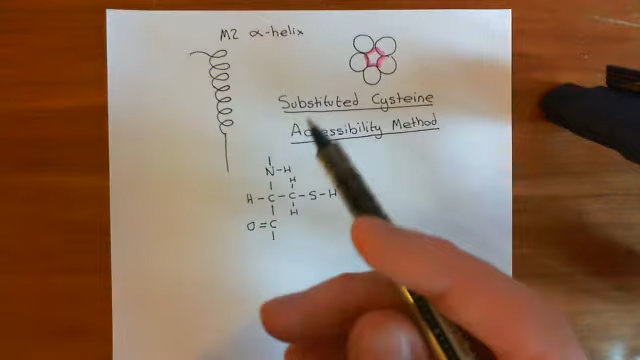 M2 α-helix
Substituted Cysteine
Accessibility Method
N-H
H
H-C-C-S-H
H
O=C